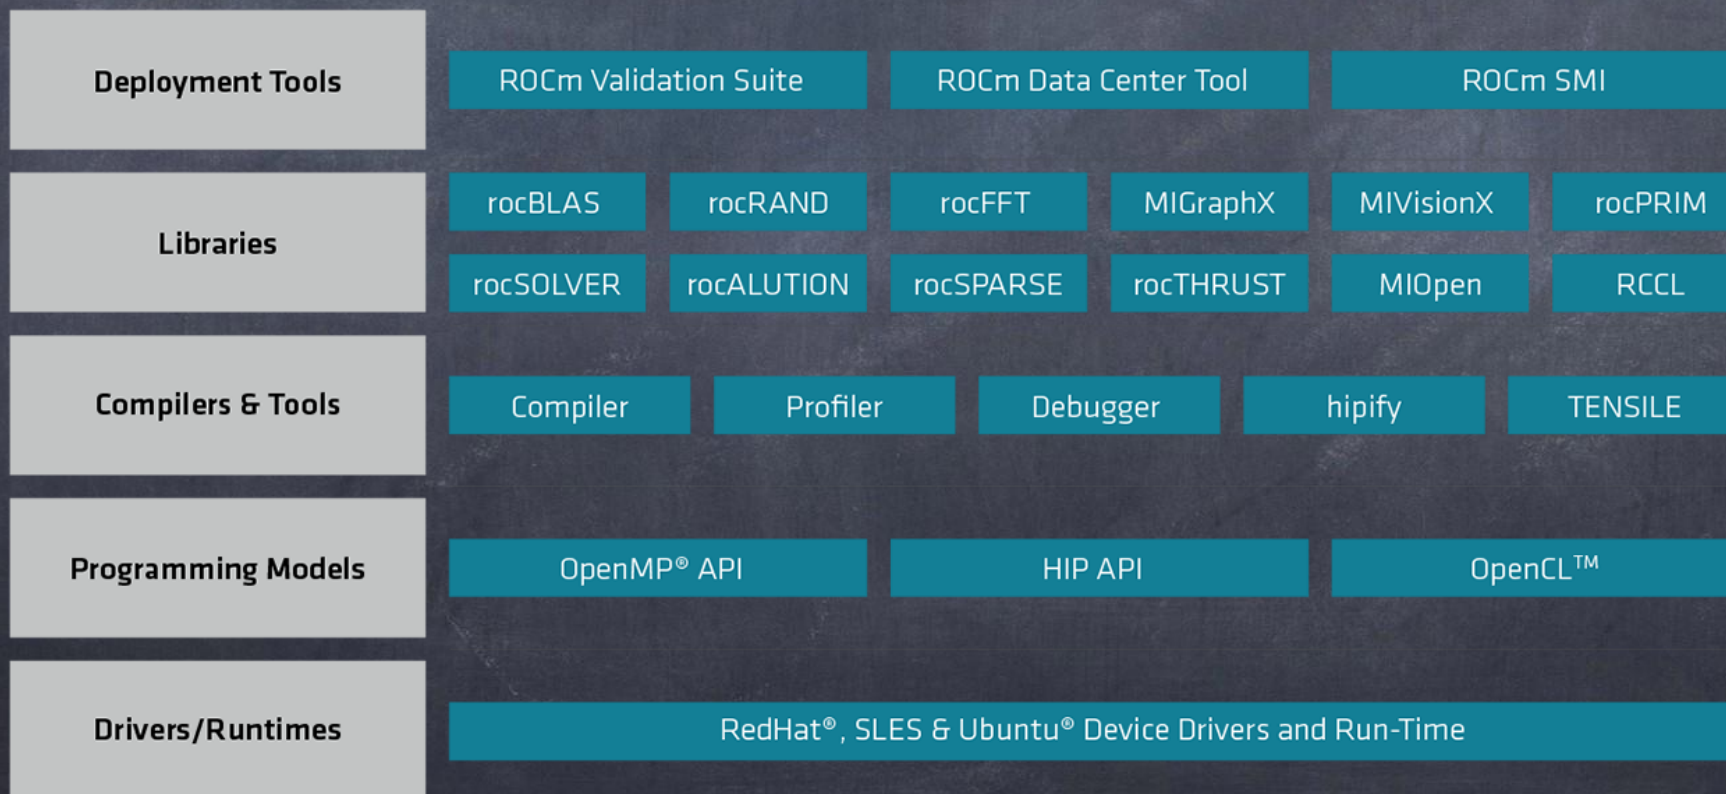 Deployment Tools
ROCm Validation Suite
ROCm Data Center Tool
ROCm SMI
Libraries
rocBLAS
rocRAND
rocFFT
MIGraphX
MIVisionX
rocPRIM
rocSOLVER
rocALUTION
rocSPARSE
rocTHRUST
MIOpen
RCCL
Compilers & Tools
Compiler
Profiler
Debugger
hipify
TENSILE
Programming Models
OpenMP® API
HIP API
OpenCL™
Drivers/Runtimes
RedHat®, SLES & Ubuntu® Device Drivers and Run-Time